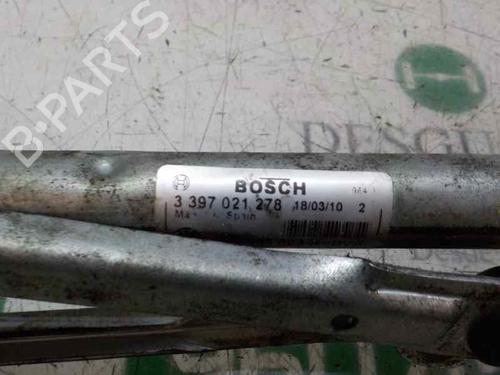 B-PARTS
DESGU
BOSCH
3 397 021 278 18/03/10 2
Spain